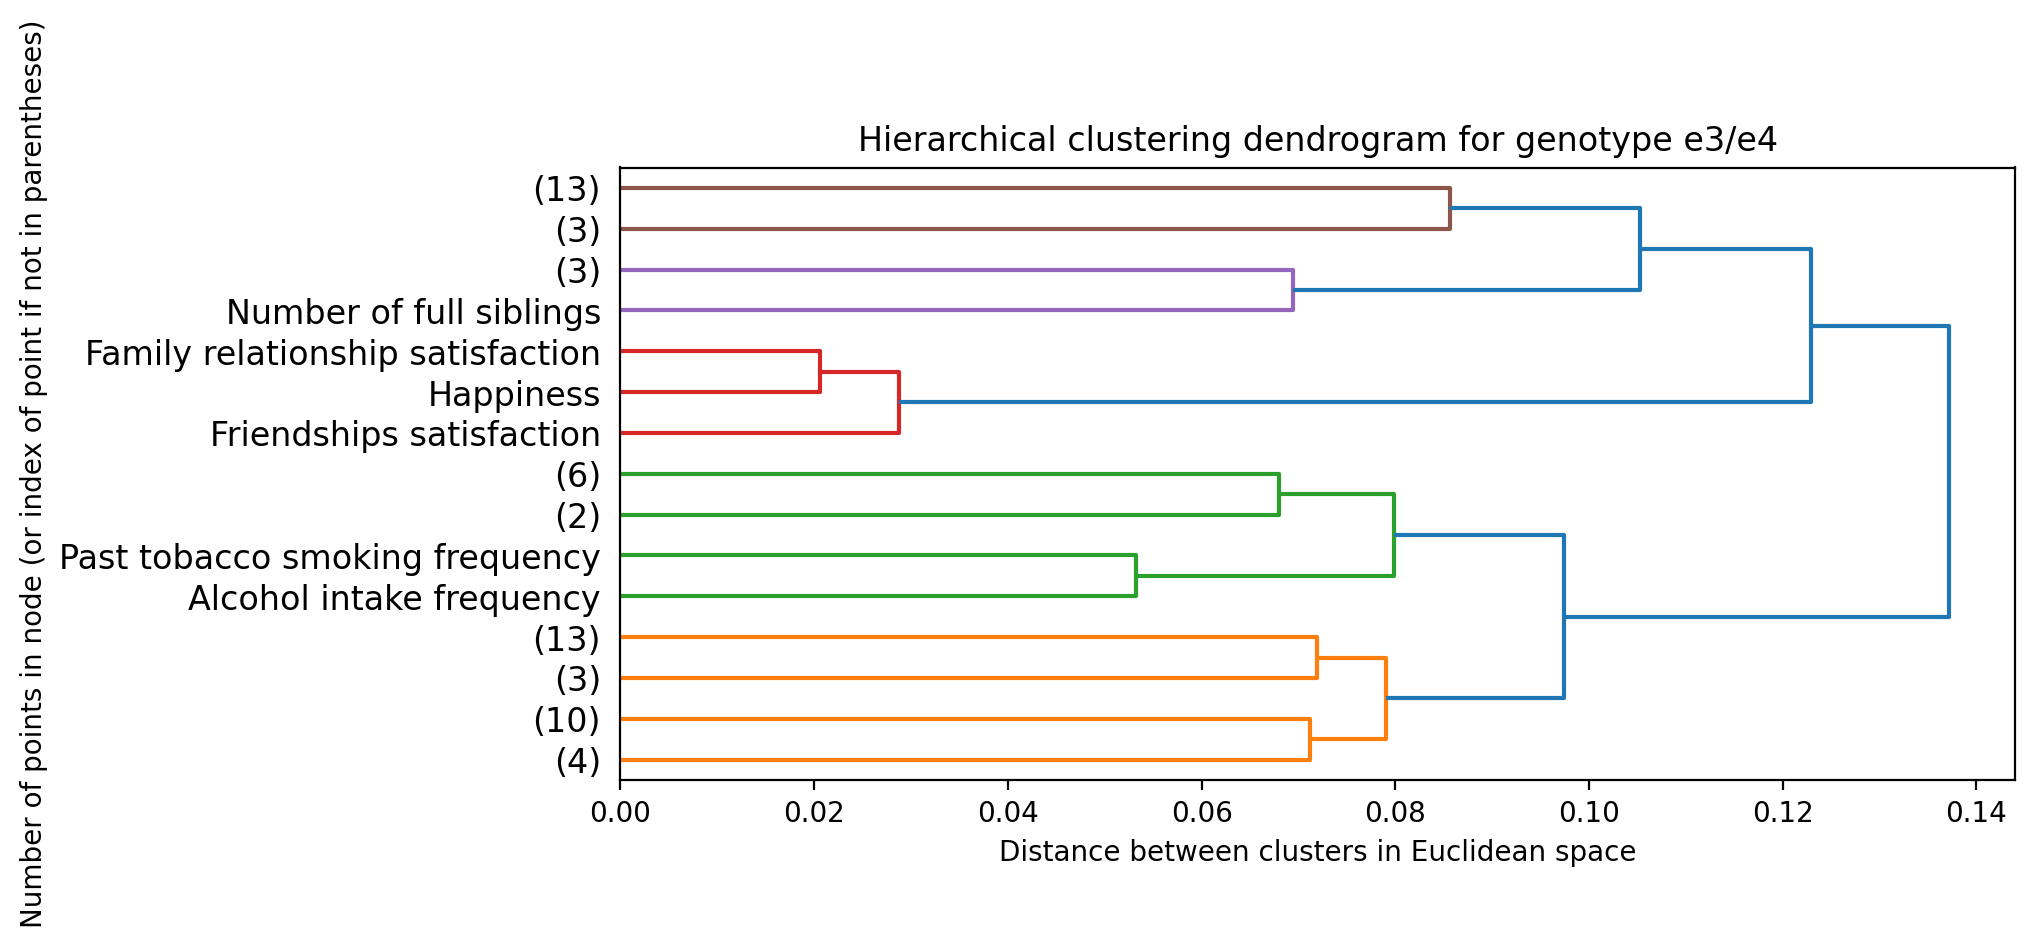 Hierarchical clustering dendrogram for genotype e3/e4
Number of points in node (or index of point if not in parentheses)
(13)
(3)
(3)
Number of full siblings
Family relationship satisfaction
Happiness
Friendships satisfaction
(6)
(2)
Past tobacco smoking frequency
Alcohol intake frequency
(13)
(3)
(10)
(4)
0.00 0.02 0.04 0.06 0.08 0.10 0.12 0.14
Distance between clusters in Euclidean space